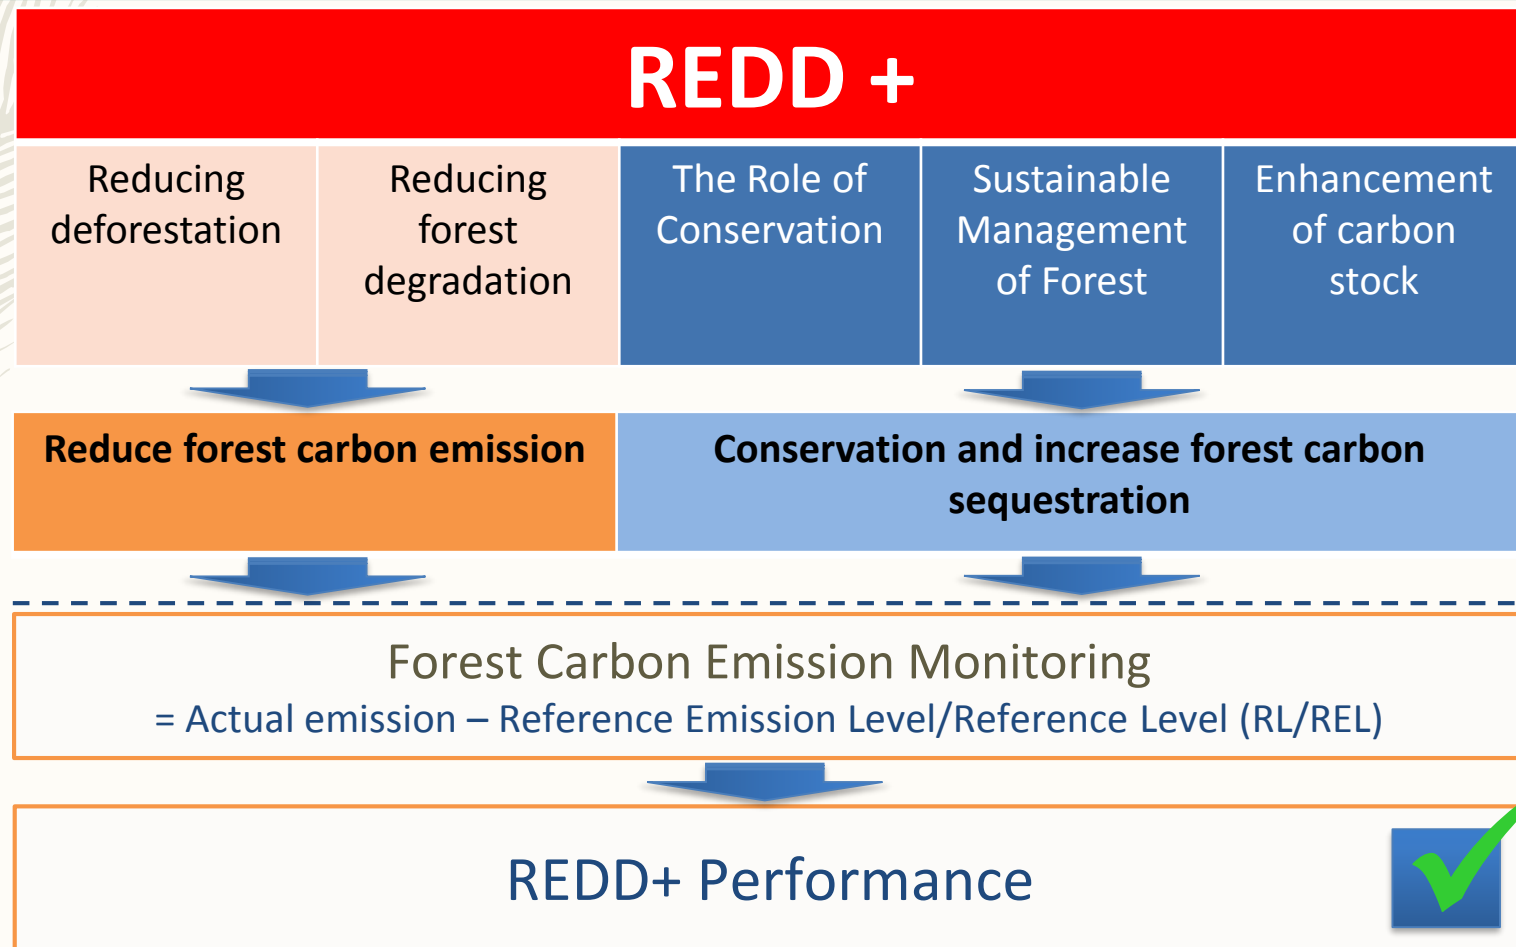 REDD +
Reducing
deforestation
Reducing
forest
degradation
The Role of
Conservation
Sustainable
Management
of Forest
Enhancement
of carbon
stock
Reduce forest carbon emission
Conservation and increase forest carbon
sequestration
Forest Carbon Emission Monitoring
= Actual emission – Reference Emission Level/Reference Level (RL/REL)
REDD+ Performance